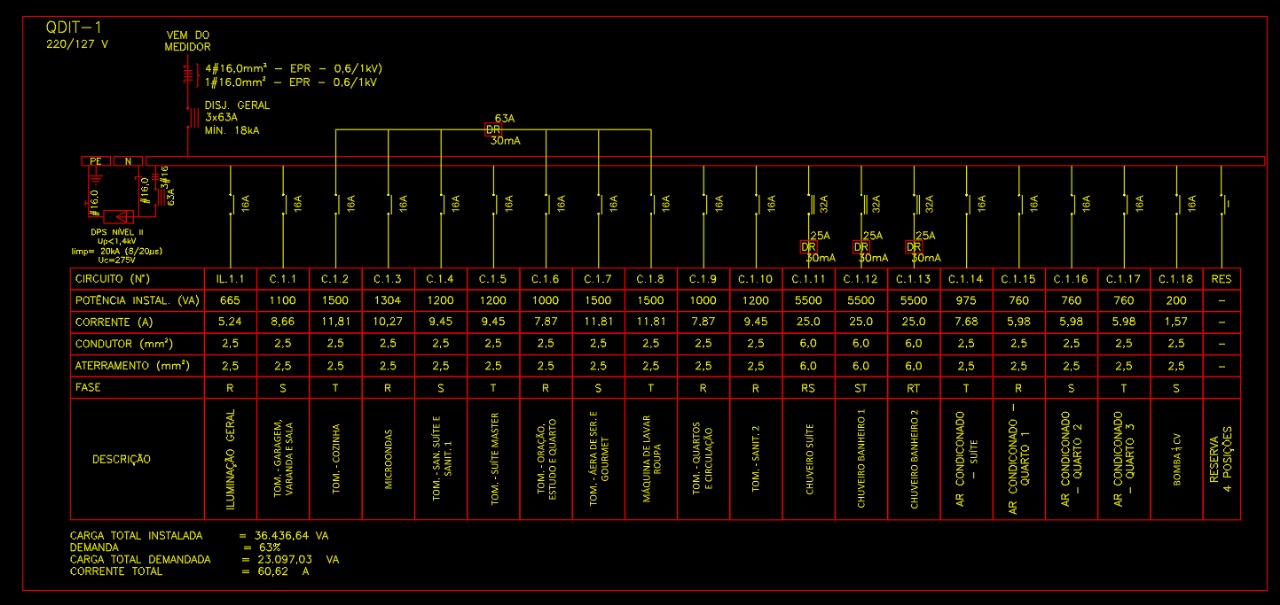 QDIT-1
220/127 V
VEM DO
MEDIDOR
4#16,0mm² - EPR - 0,6/1kV)
1#16,0mm² - EPR - 0,6/1kV
DISJ. GERAL
3x63A
MÍN. 18kA
63A
DR
30mA
PE
N
#16,0
#16,0
3#16
63A
DPS NÍVEL II
Up<1,4kV
Iimp= 20kA (8/20µs)
Uc=275V
16A 16A 16A 16A 16A 16A 16A 16A 16A 16A 16A 32A 32A 32A 16A 16A 16A 16A 16A
25A 25A 25A
DR DR DR
30mA 30mA 30mA
CIRCUITO (N°) IL.1.1 C.1.1 C.1.2 C.1.3 C.1.4 C.1.5 C.1.6 C.1.7 C.1.8 C.1.9 C.1.10 C.1.11 C.1.12 C.1.13 C.1.14 C.1.15 C.1.16 C.1.17 C.1.18 RES
POTÊNCIA INSTAL. (VA) 665 1100 1500 1304 1200 1200 1000 1500 1500 1000 1200 5500 5500 5500 975 760 760 760 200 -
CORRENTE (A) 5,24 8,66 11,81 10,27 9,45 9,45 7,87 11,81 11,81 7,87 9,45 25,0 25,0 25,0 7,68 5,98 5,98 5,98 1,57 -
CONDUTOR (mm²) 2,5 2,5 2,5 2,5 2,5 2,5 2,5 2,5 2,5 2,5 2,5 6,0 6,0 6,0 2,5 2,5 2,5 2,5 2,5 -
ATERRAMENTO (mm²) 2,5 2,5 2,5 2,5 2,5 2,5 2,5 2,5 2,5 2,5 2,5 6,0 6,0 6,0 2,5 2,5 2,5 2,5 2,5 -
FASE R S T R S T R S T R R RS ST RT T R S T S
DESCRIÇÃO
ILUMINAÇÃO GERAL
TOM. - GARAGEM,
VARANDA E SALA
TOM. - COZINHA
MICROONDAS
TOM. - SAN. SUÍTE E
SANIT. 1
TOM. - SUÍTE MASTER
TOM. - ORAÇÃO,
ESTUDO E QUARTO
TOM. - ÁERA DE SER. E
GOURMET
MÁQUINA DE LAVAR
ROUPA
TOM. - QUARTOS
E CIRCULAÇÃO
TOM. - SANIT. 2
CHUVEIRO SUÍTE
CHUVEIRO BANHEIRO 1
CHUVEIRO BANHEIRO 2
AR CONDICONADO
- SUÍTE
AR CONDICONADO -
QUARTO 1
AR CONDICONADO
- QUARTO 2
AR CONDICONADO
- QUARTO 3
BOMBA CV
RESERVA
4 POSIÇÕES
CARGA TOTAL INSTALADA = 36.436,64 VA
DEMANDA = 63%
CARGA TOTAL DEMANDADA = 23.097,03 VA
CORRENTE TOTAL = 60,62 A